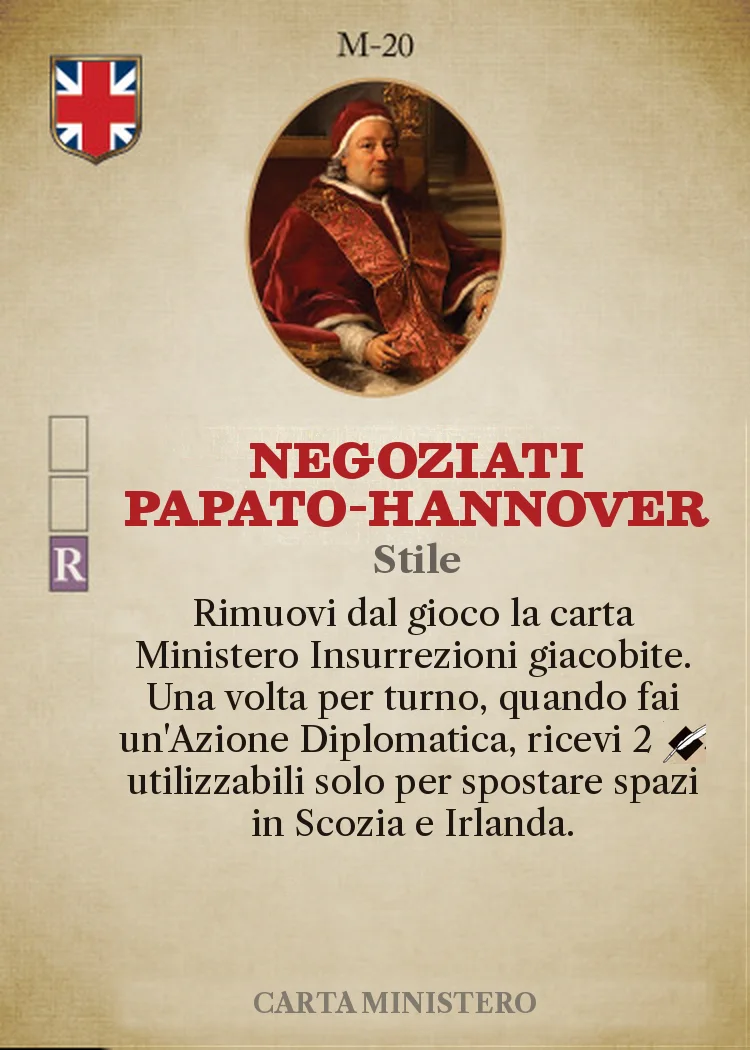 M-20
NEGOZIATI
PAPATO-HANNOVER
Stile
R
Rimuovi dal gioco la carta
Ministero Insurrezioni giacobite.
Una volta per turno, quando fai
un'Azione Diplomatica, ricevi 2
utilizzabili solo per spostare spazi
in Scozia e Irlanda.
CARTA MINISTERO